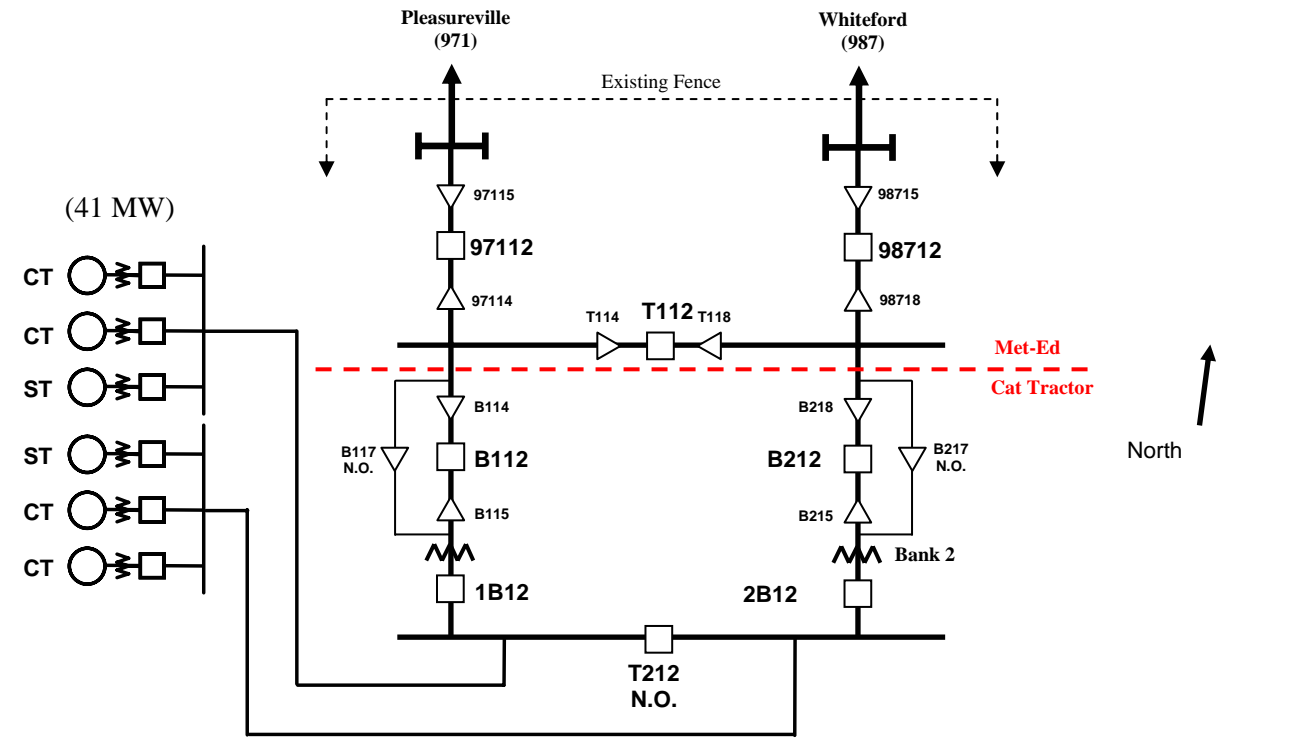 Pleasureville
(971)
Whiteford
(987)
Existing Fence
97115
98715
(41 MW)
97112
98712
CT
97114
98718
T114
T112
T118
CT
Met-Ed
ST
Cat Tractor
B114
B218
B117
N.O.
B112
B212
B217
N.O.
North
ST
CT
B115
B215
CT
Bank 2
1B12
2B12
T212
N.O.